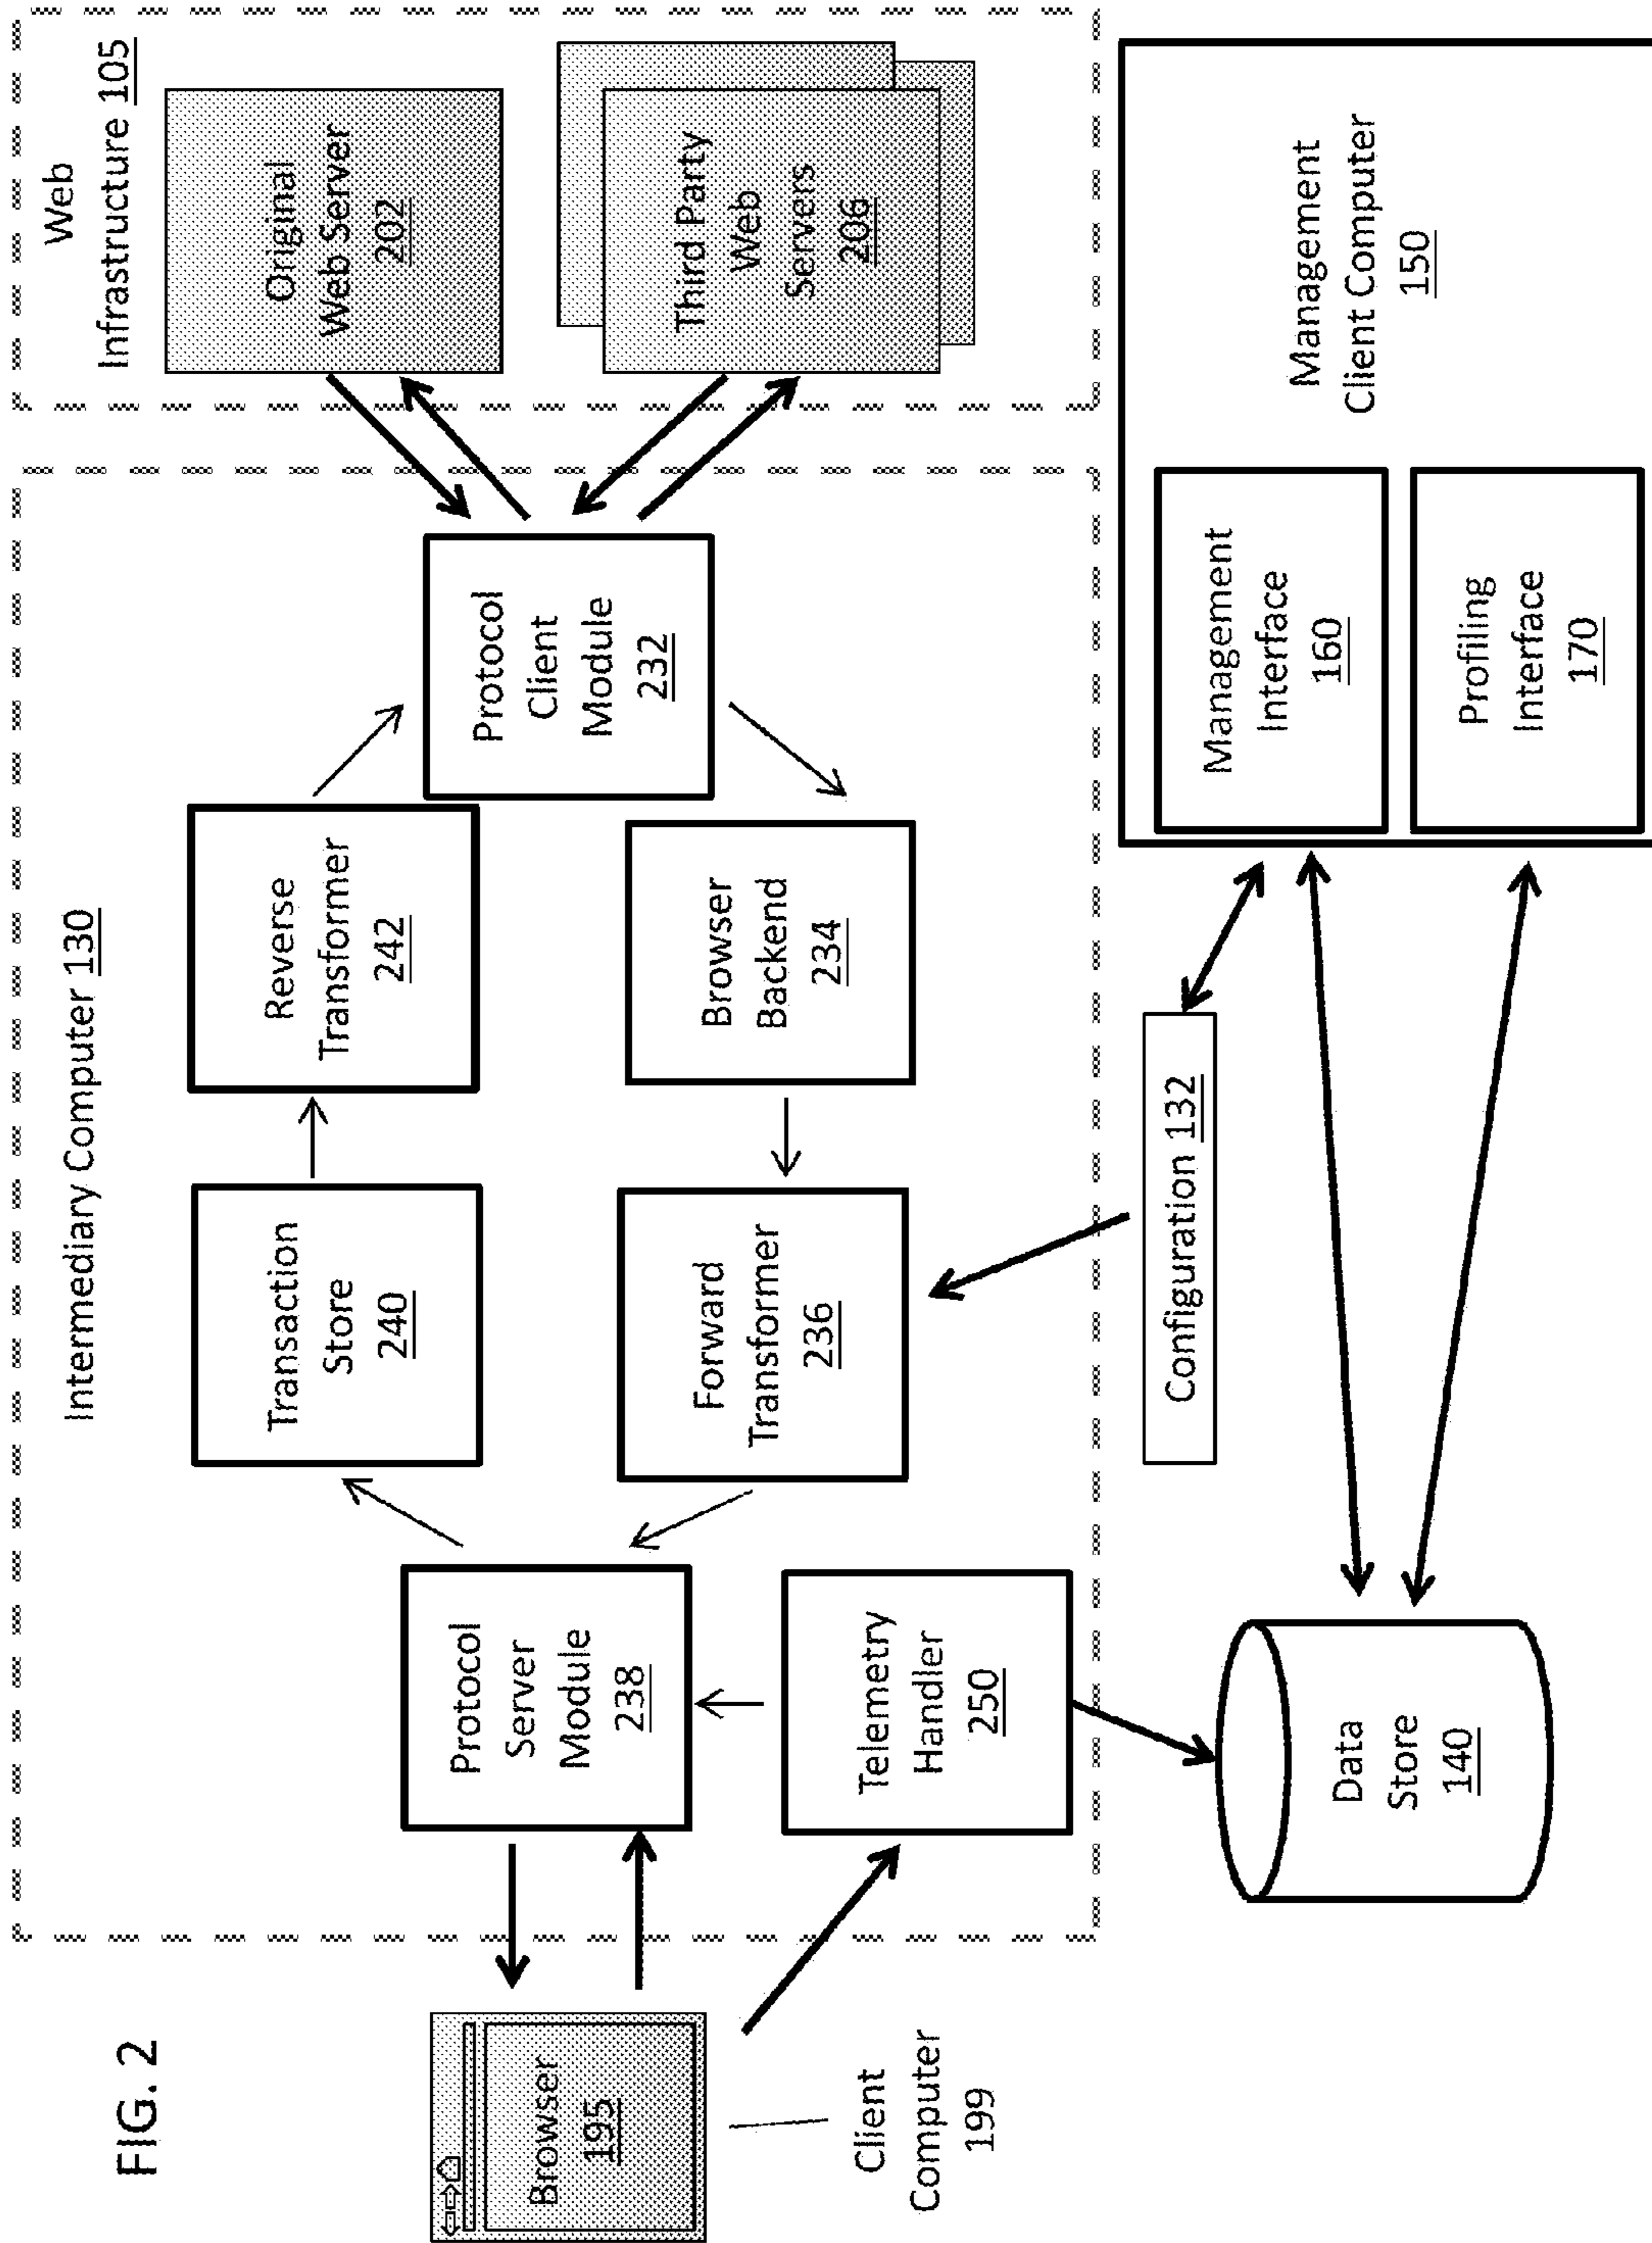 FIG. 2
Intermediary Computer 130
Web
Infrastructure 105
Browser
195
Client
Computer
199
Protocol
Server
Module
238
Telemetry
Handler
250
Transaction
Store
240
Forward
Transformer
236
Reverse
Transformer
242
Browser
Backend
234
Protocol
Client
Module
232
Original
Web Server
202
Third Party
Web
Servers
206
Data
Store
140
Configuration 132
Management
Interface
160
Profiling
Interface
170
Management
Client Computer
150